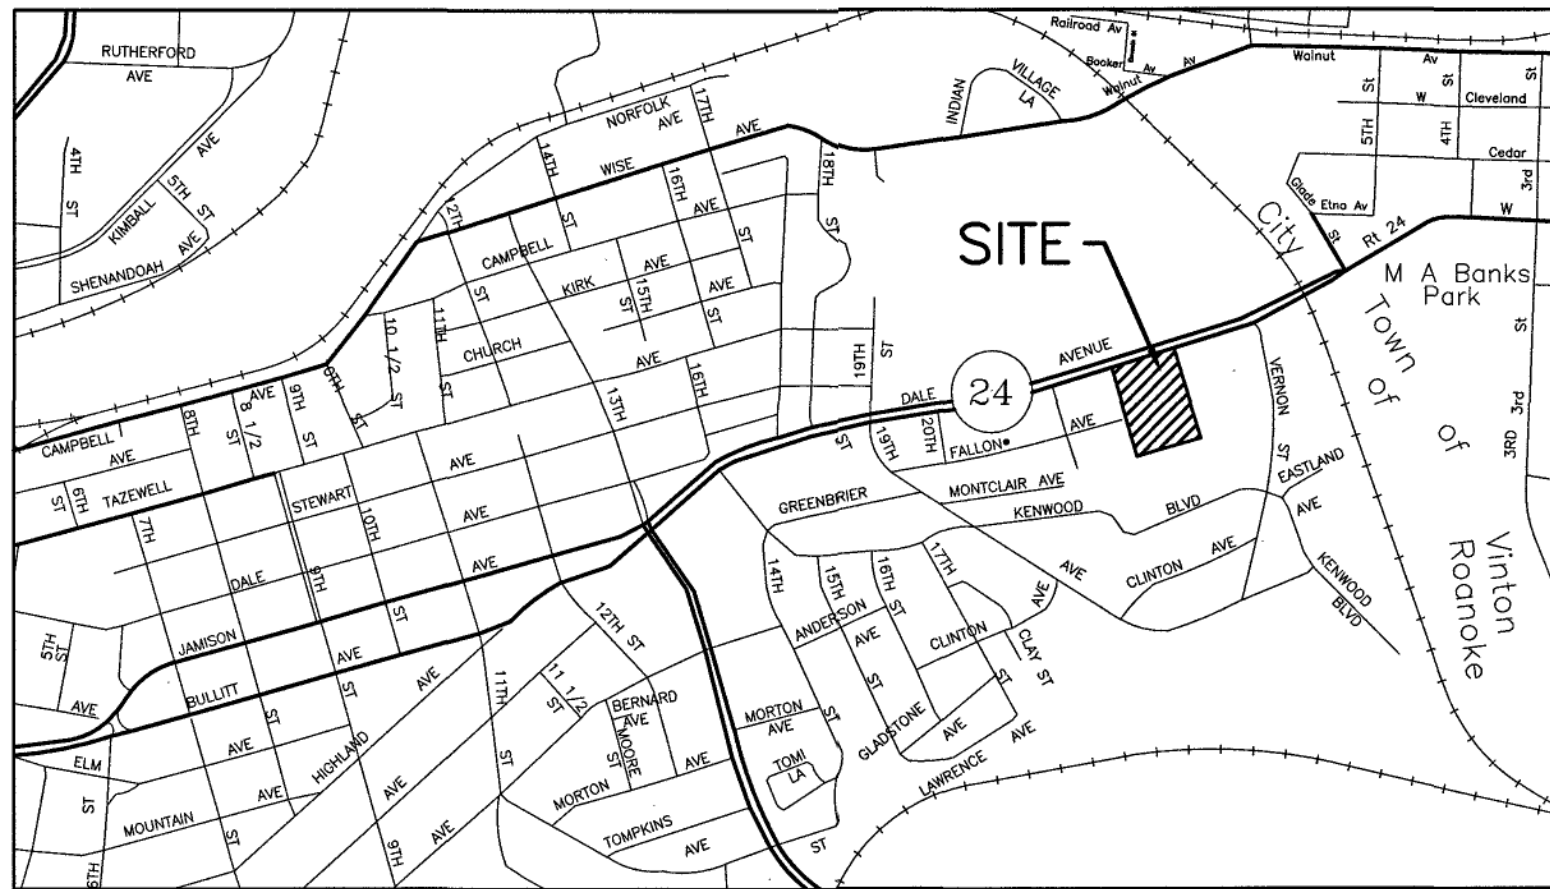 RUTHERFORD
AVE
Railroad Av
Booker Av
Walnut Av
Walnut
Av
St
St
St
W
Cleveland
5TH
4TH
Cedar
3rd
INDIAN
VILLAGE
LA
NORFOLK
AVE
17TH
AVE
14TH
WISE
16TH
18TH
4TH
ST
AVE
5TH
ST
KIMBALL
AVE
SHENANDOAH
12TH
ST
CAMPBELL
AVE
ST
ST
ST
KIRK
AVE
15TH
ST
AVE
ST
11TH
ST
10 1/2
ST
CHURCH
AVE
16TH
19TH
ST
13TH
Glade
St
Etna Av
W
Rt 24
City
SITE
M A Banks
Park
Town
of
St
3rd
of
3RD
Vinton
Roanoke
AVENUE
24
DALE
ST
19TH
20TH
FALLON
AVE
VERNON
ST
EASTLAND
AVE
GREENBRIER
MONTCLAIR AVE
KENWOOD
BLVD
KENWOOD
BLVD
CLINTON
AVE
AVE
CAMPBELL
AVE
AVE
8TH
ST
8 1/2
9TH
ST
6TH
ST
TAZEWELL
7TH
STEWART
AVE
10TH
AVE
DALE
9TH
ST
AVE
JAMISON
5TH
ST
BULLITT
AVE
ST
AVE
AVE
ST
AVE
ELM
ST
HIGHLAND
AVE
AVE
MOUNTAIN
ST
AVE
9TH
6TH
11TH
ST
11 1/2
ST
12TH ST
BERNARD
AVE
MOORE
ST
MORTON
AVE
TOMPKINS
AVE
14TH
15TH
16TH
ST
17TH
ANDERSON
AVE
ST
CLINTON
AVE
CLAY ST
ST
MORTON
AVE
ST
TOMI
LA
GLADSTONE
AVE
LAWRENCE
AVE
ST